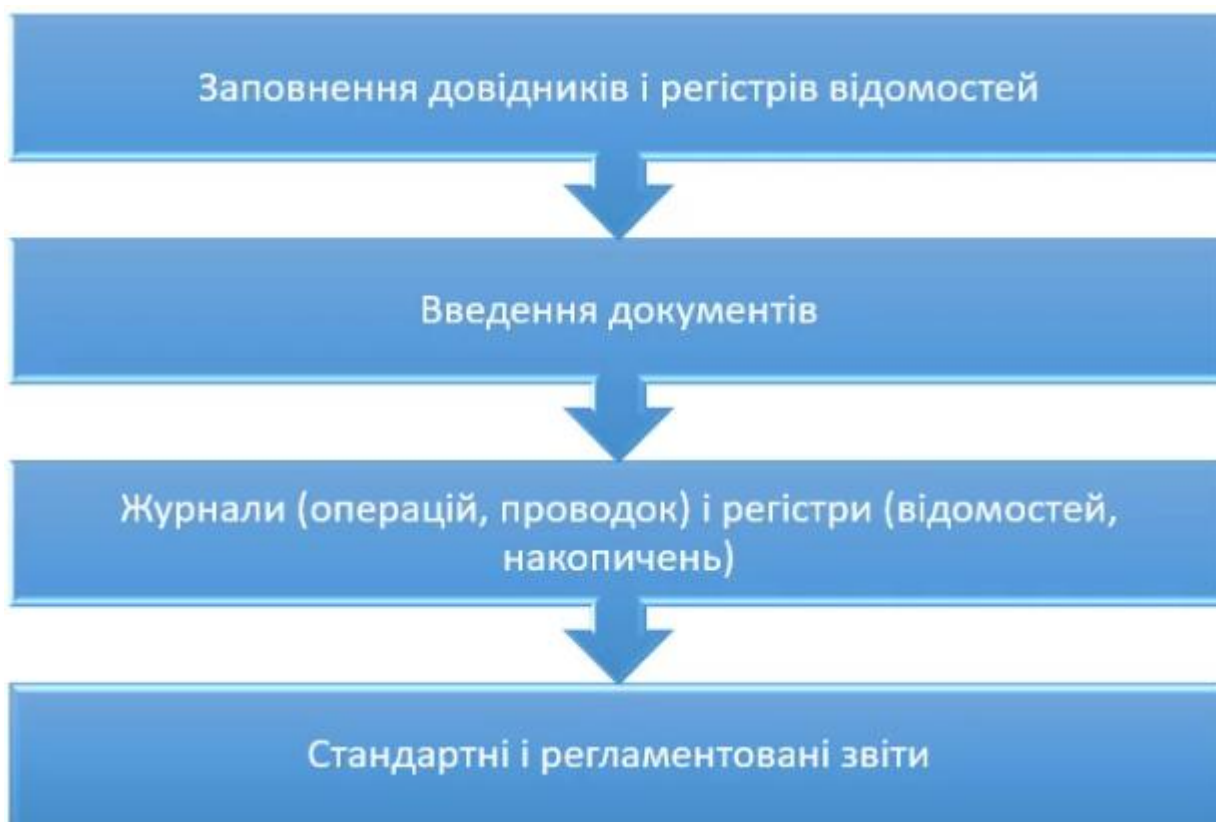 Заповнення довідників і регістрів відомостей
Введення документів
Журнали (операцій, проводок) і регістри (відомостей,
накопичень)
Стандартні і регламентовані звіти